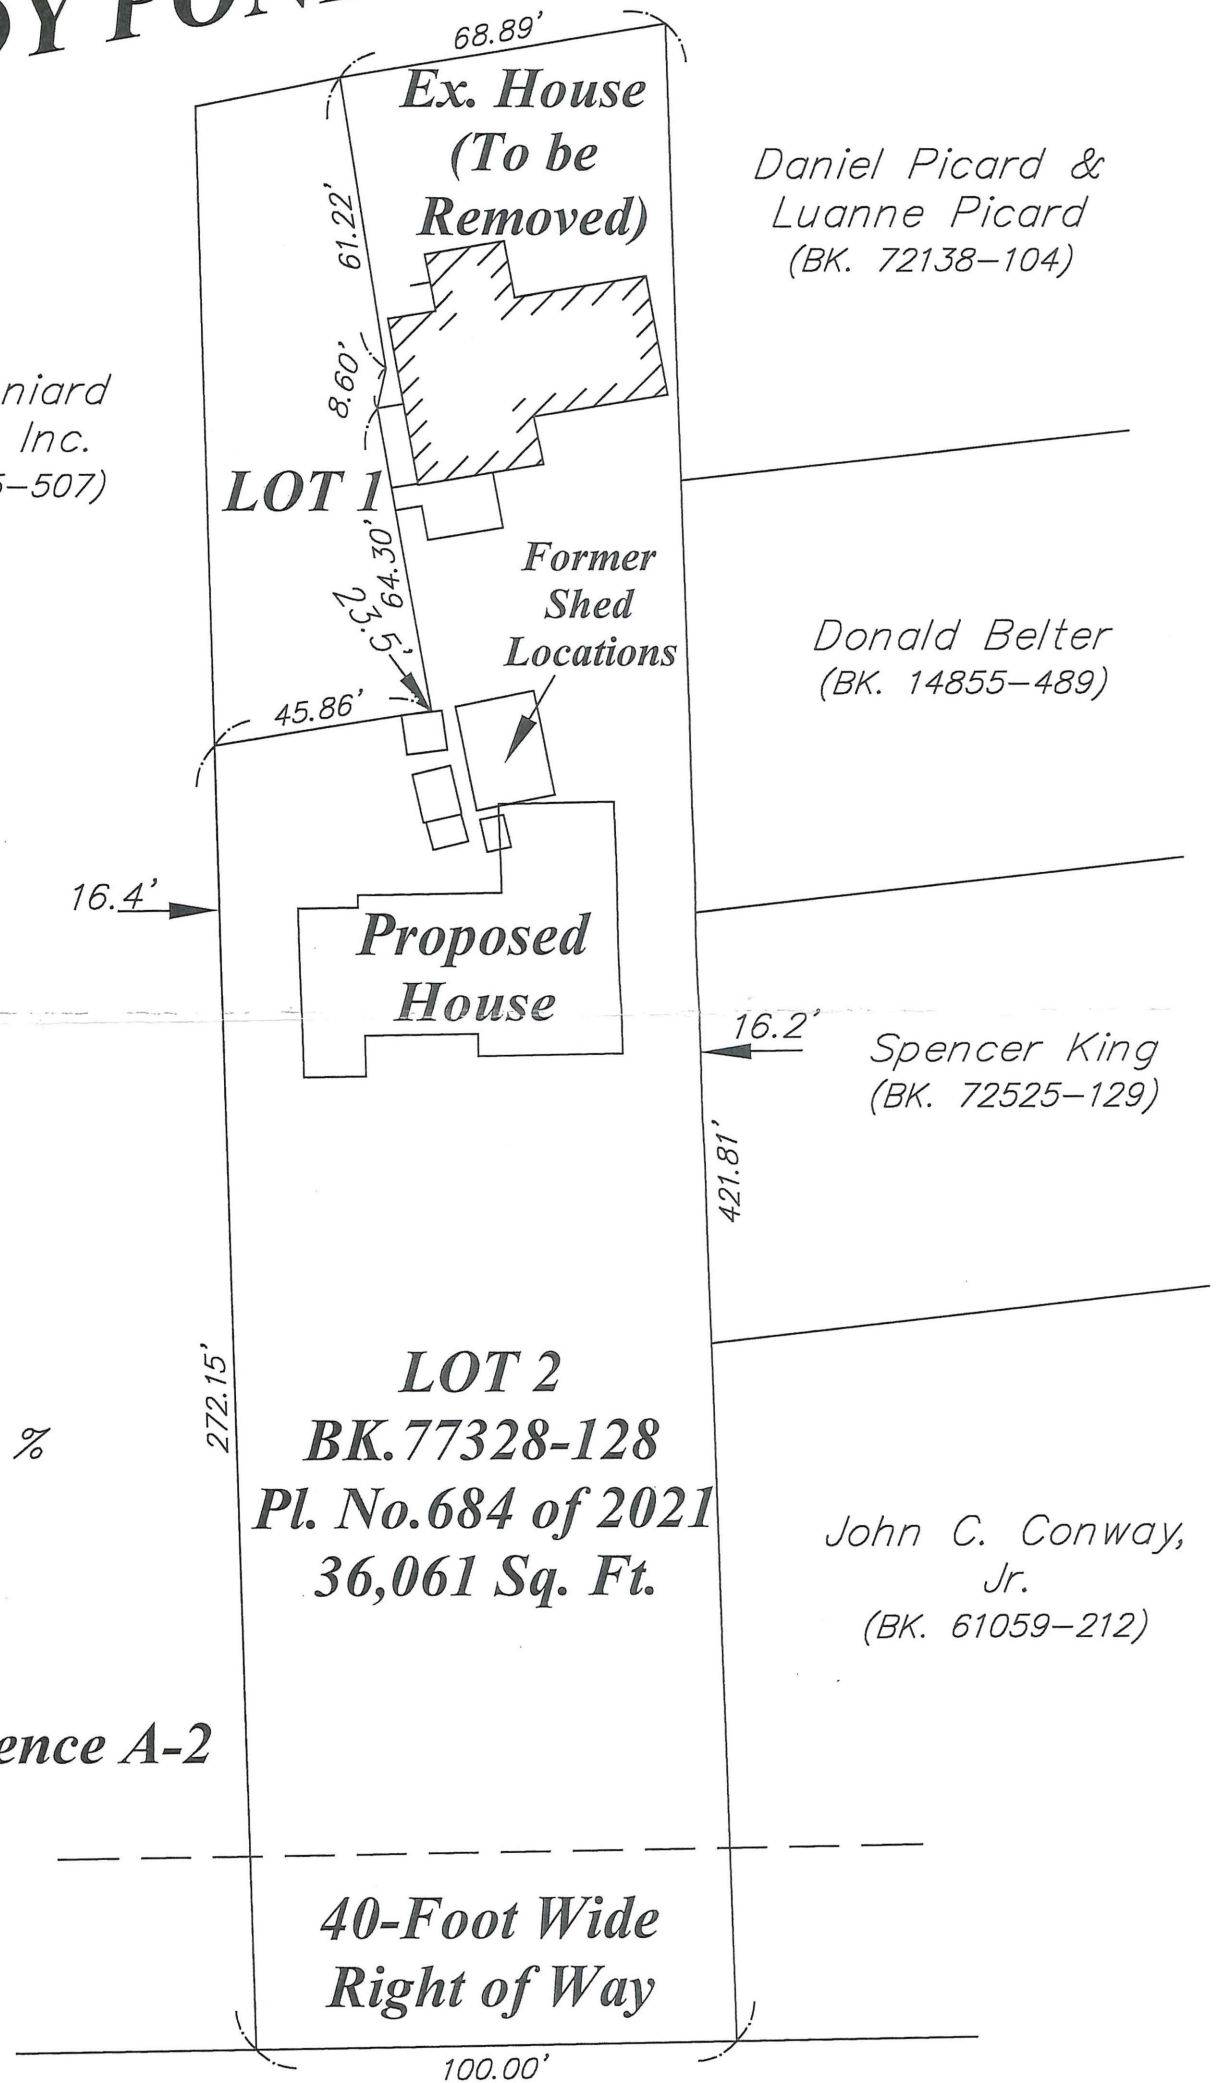 68.89'
Ex. House
(To be
Removed)
Daniel Picard &
Luanne Picard
(BK. 72138-104)
61.22'
8.60'
Inc.
LOT 1
64.30'
23.5'
Former
Shed
Locations
Donald Belter
(BK. 14855-489)
45.86'
16.4'
Proposed
House
16.2'
Spencer King
(BK. 72525-129)
421.81'
272.15'
LOT 2
BK.77328-128
Pl. No.684 of 2021
36,061 Sq. Ft.
%
John C. Conway,
Jr.
(BK. 61059-212)
A-2
40-Foot Wide
Right of Way
100.00'